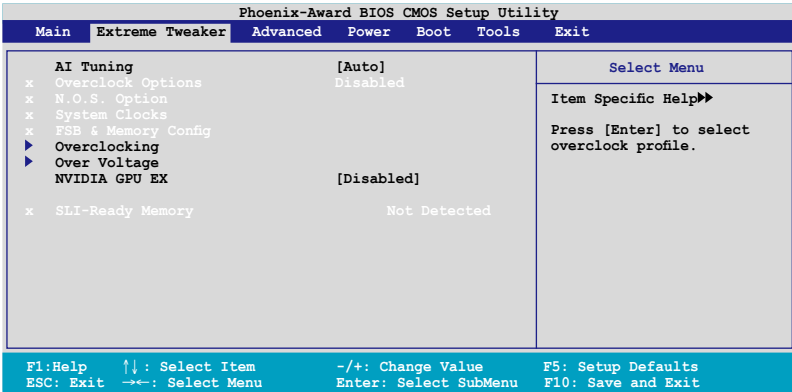 Phoenix-Award BIOS CMOS Setup Utility
Main Extreme Tweaker Advanced Power Boot Tools Exit
AI Tuning [Auto]
x Overclock Options Disabled
x N.O.S. Option
x System Clocks
x FSB & Memory Config
Overclocking
Over Voltage
NVIDIA GPU EX [Disabled]
x SLI-Ready Memory Not Detected
Select Menu
Item Specific Help▶▶
Press [Enter] to select
overclock profile.
F1:Help ↑↓: Select Item -/+: Change Value F5: Setup Defaults
ESC: Exit →←: Select Menu Enter: Select SubMenu F10: Save and Exit